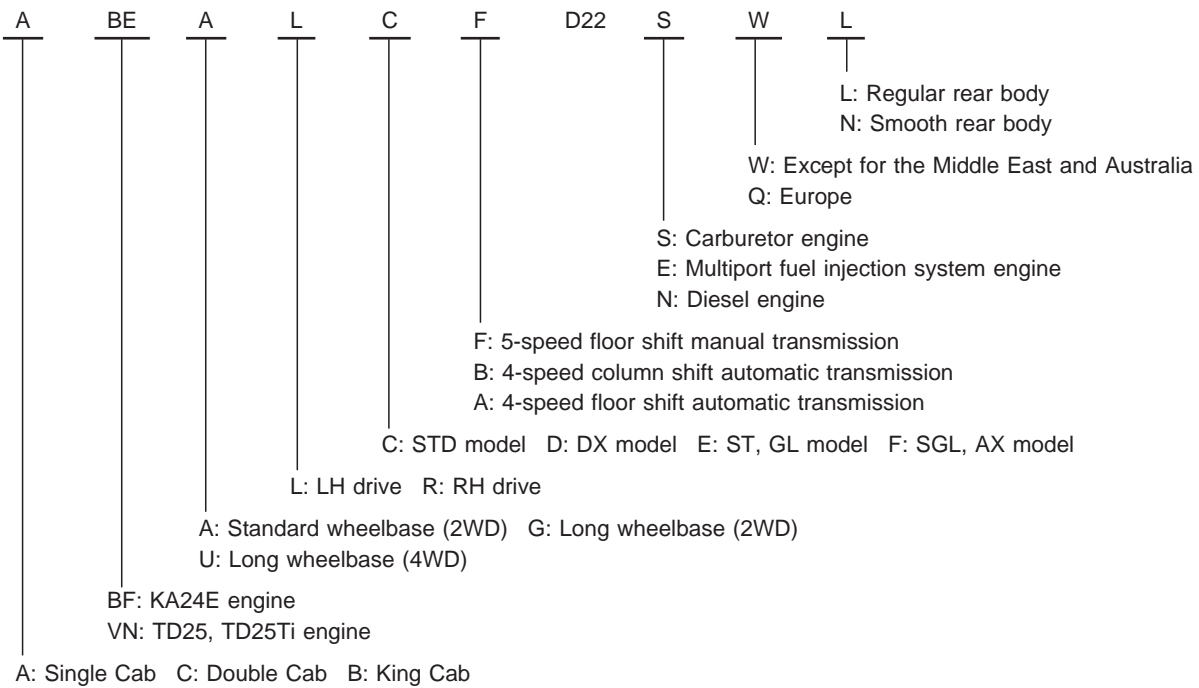 A BE A L C F D22 S W L
L: Regular rear body
N: Smooth rear body
W: Except for the Middle East and Australia
Q: Europe
S: Carburetor engine
E: Multiport fuel injection system engine
N: Diesel engine
F: 5-speed floor shift manual transmission
B: 4-speed column shift automatic transmission
A: 4-speed floor shift automatic transmission
C: STD model D: DX model E: ST, GL model F: SGL, AX model
L: LH drive R: RH drive
A: Standard wheelbase (2WD) G: Long wheelbase (2WD)
U: Long wheelbase (4WD)
BF: KA24E engine
VN: TD25, TD25Ti engine
A: Single Cab C: Double Cab B: King Cab